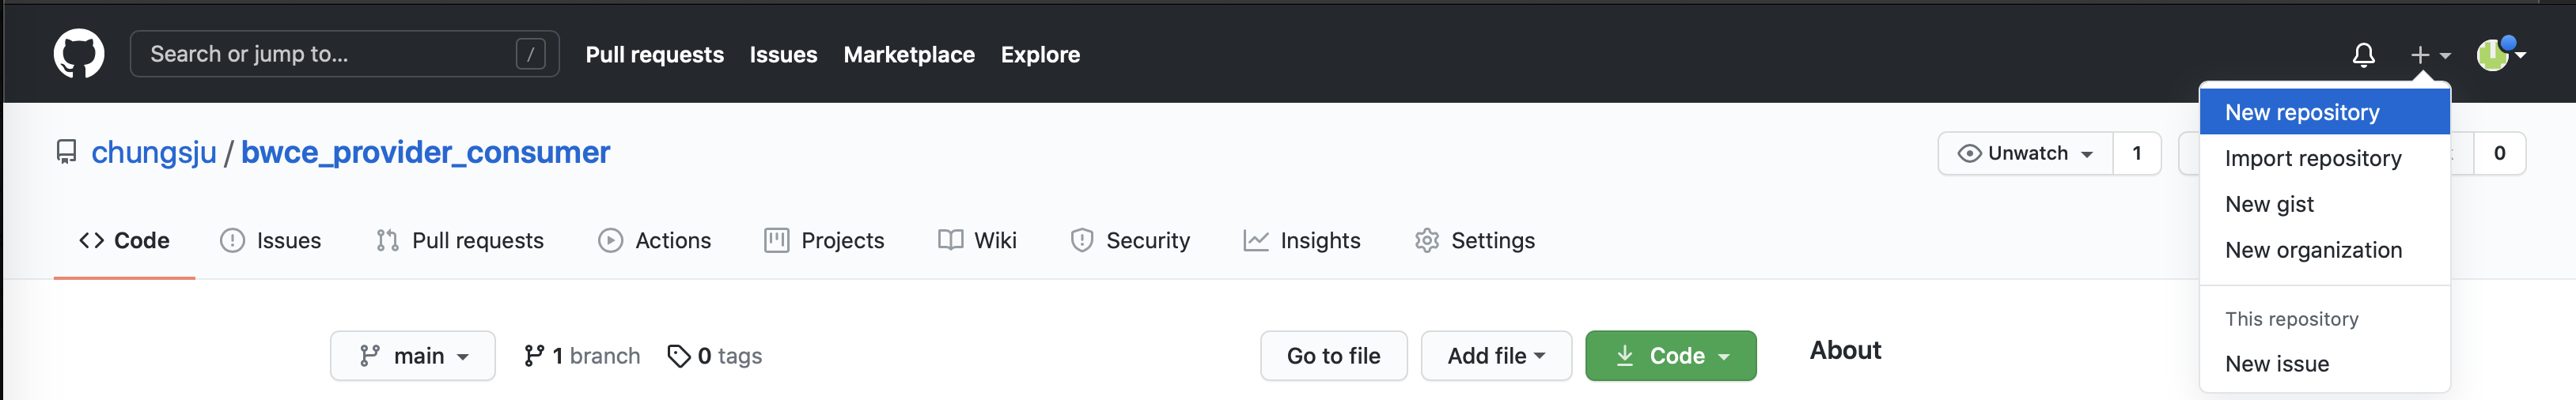 Search or jump to... /
Pull requests Issues Marketplace Explore
New repository
Import repository
New gist
New organization
This repository
New issue
chungsju / bwce_provider_consumer
Unwatch 1
0
Code Issues Pull requests Actions Projects Wiki Security Insights Settings
main 1 branch 0 tags
Go to file Add file Code About